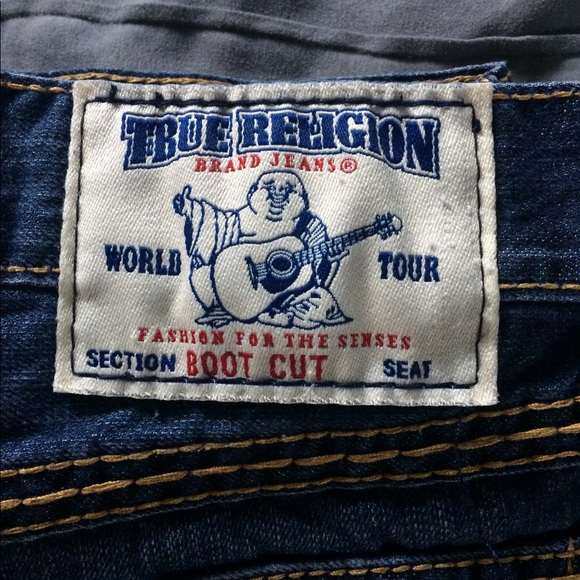 TRUE RELIGION
BRAND JEANS®
WORLD TOUR
FASHION FOR THE SENSES
SECTION BOOT CUT SEAT